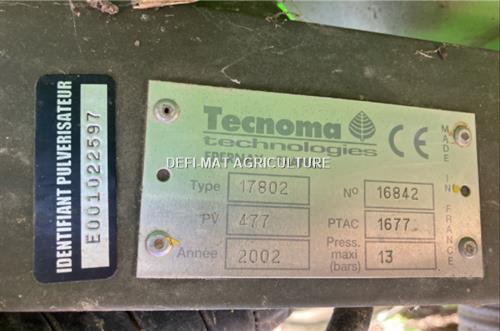 IDENTIFIANT PULVERISATEUR
E001022597
Tecnoma
technologies
CE
MADE IN FRANCE
DEFI-MAT AGRICULTURE
Type 17802 No 16842
PV 477 PTAC 1677
Année 2002 Press. maxi (bars) 13